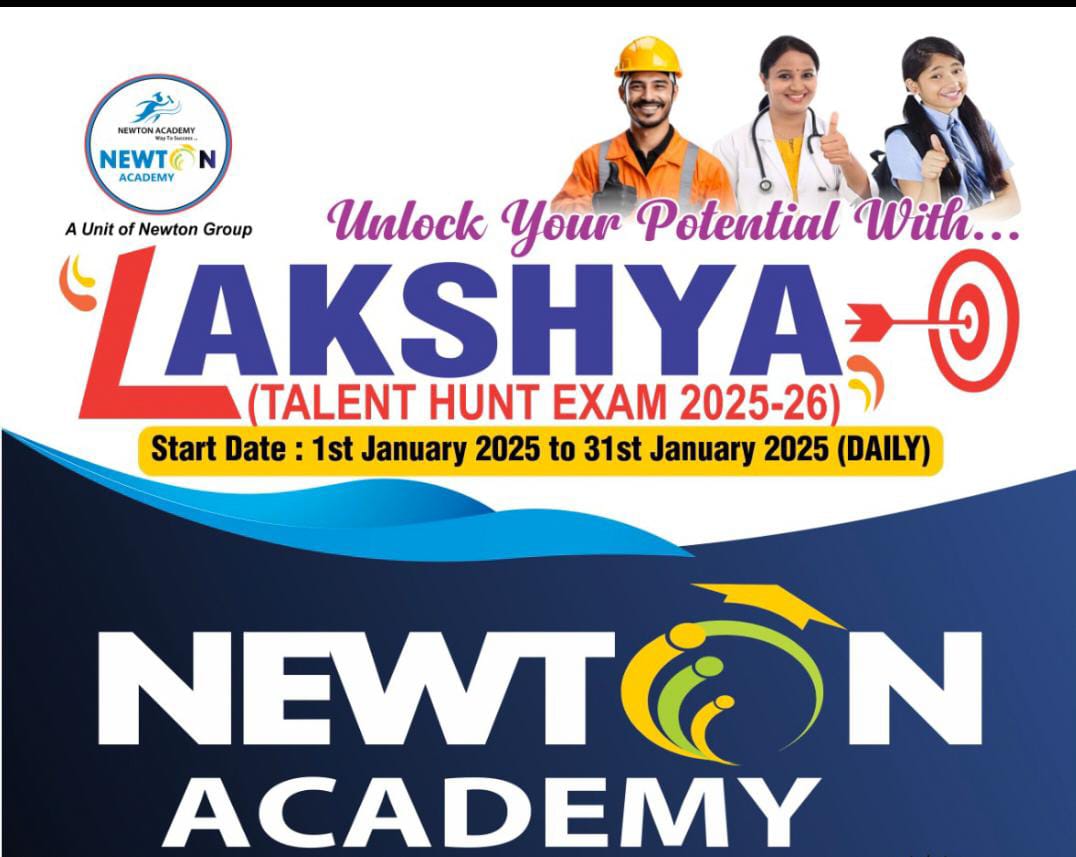 NEWTON ACADEMY
Way To Success ...
NEWTON
ACADEMY
A Unit of Newton Group
Unlock Your Potential With...
LAKSHYA
(TALENT HUNT EXAM 2025-26)
Start Date : 1st January 2025 to 31st January 2025 (DAILY)
NEWTON
ACADEMY